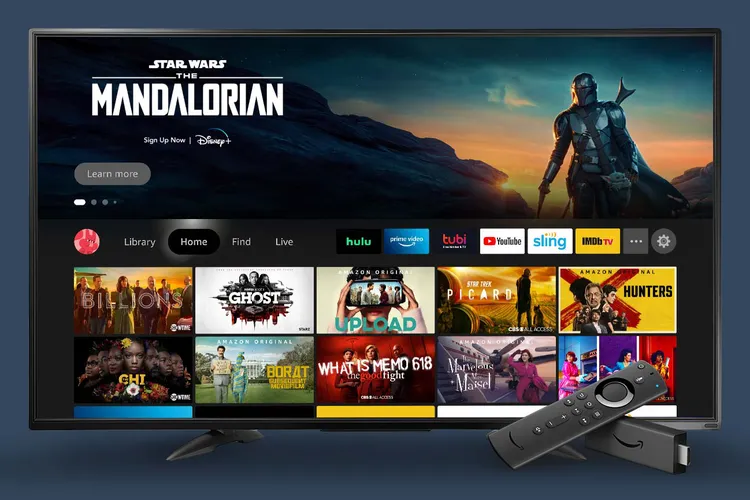 STAR WARS
THE
MANDALORIAN
Sign Up Now | Disney+
Learn more
Library Home Find Live hulu prime video tubi YouTube sling IMDb TV
BILLIONS SHOWTIME
GHOST STARZ
AMAZON ORIGINAL
UPLOAD
STAR TREK
PICARD
CBS ALL ACCESS
AMAZON ORIGINAL
HUNTERS
THE CHI SHOWTIME
AMAZON ORIGINAL
BORAT
SUBSEQUENT
MOVIEFILM
WHAT IS MEMO 618
the good fight
CBS ALL ACCESS
AMAZON ORIGINAL
Marvelous
Mrs. Maisel